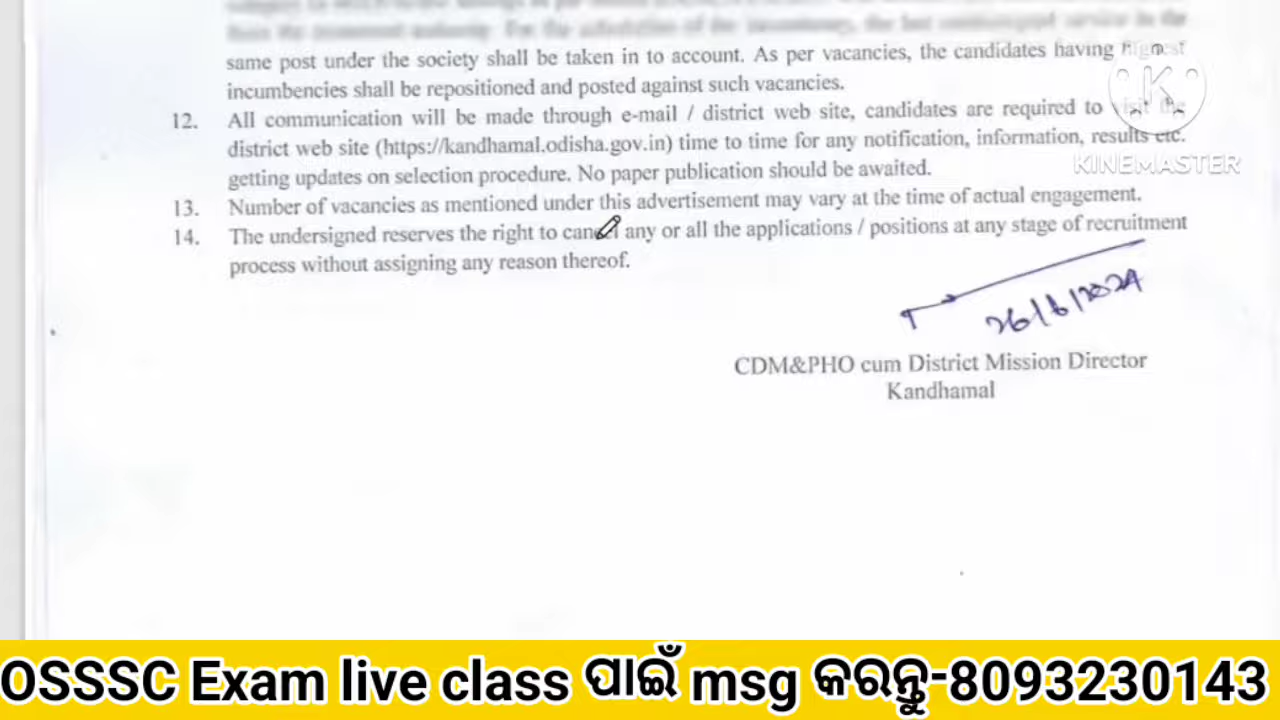 same post under the society shall be taken in to account. As per vacancies, the candidates having highest
incumbencies shall be repositioned and posted against such vacancies.
12. All communication will be made through e-mail / district web site, candidates are required to visit the
district web site (https://kandhamal.odisha.gov.in) time to time for any notification, information, results etc.
getting updates on selection procedure. No paper publication should be awaited.
13. Number of vacancies as mentioned under this advertisement may vary at the time of actual engagement.
14. The undersigned reserves the right to cancel any or all the applications / positions at any stage of recruitment
process without assigning any reason thereof.
26/6/2024
CDM&PHO cum District Mission Director
Kandhamal
K
KINEMASTER
OSSSC Exam live class ପାଇଁ msg କରନ୍ତୁ-8093230143